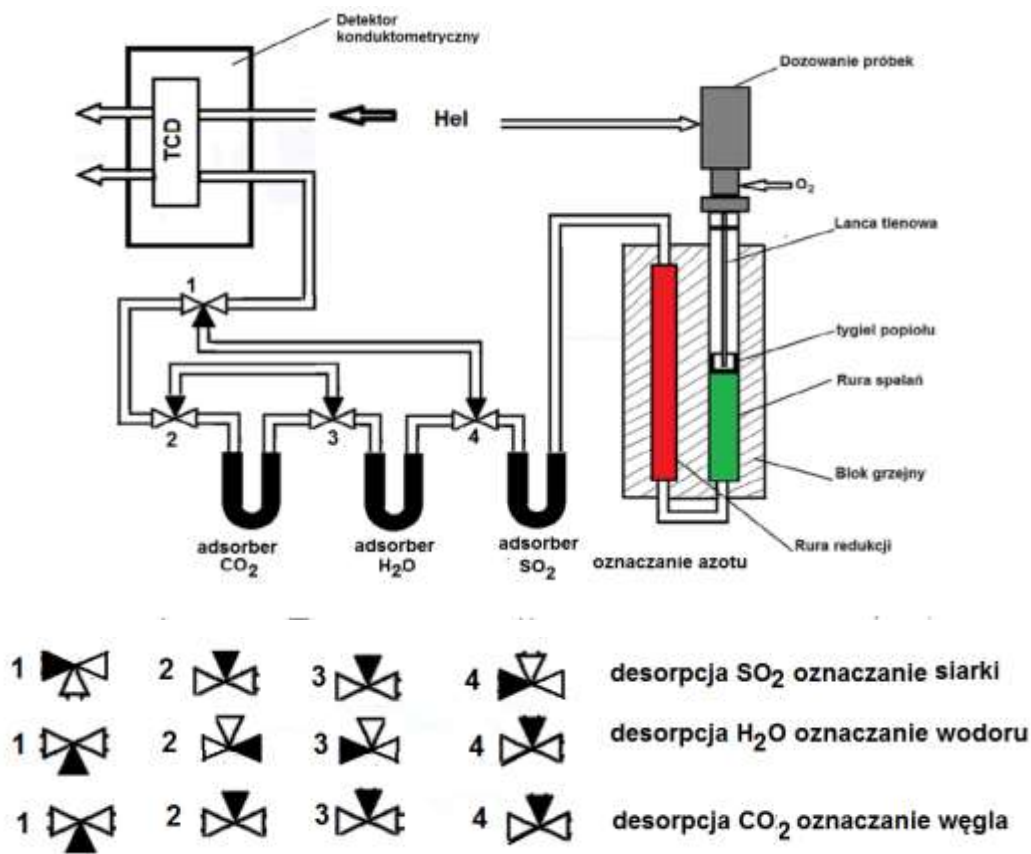 Detektor
konduktometryczny
Dozowanie próbek
Hel
TCD
O2
Lanca tlenowa
1
tygiel popiołu
Rura spalań
2
3
4
Blok grzejny
adsorber
CO2
adsorber
H2O
adsorber
SO2
oznaczanie azotu
Rura redukcji
1 2 3 4 desorpcja SO2 oznaczanie siarki
1 2 3 4 desorpcja H2O oznaczanie wodoru
1 2 3 4 desorpcja CO2 oznaczanie węgla